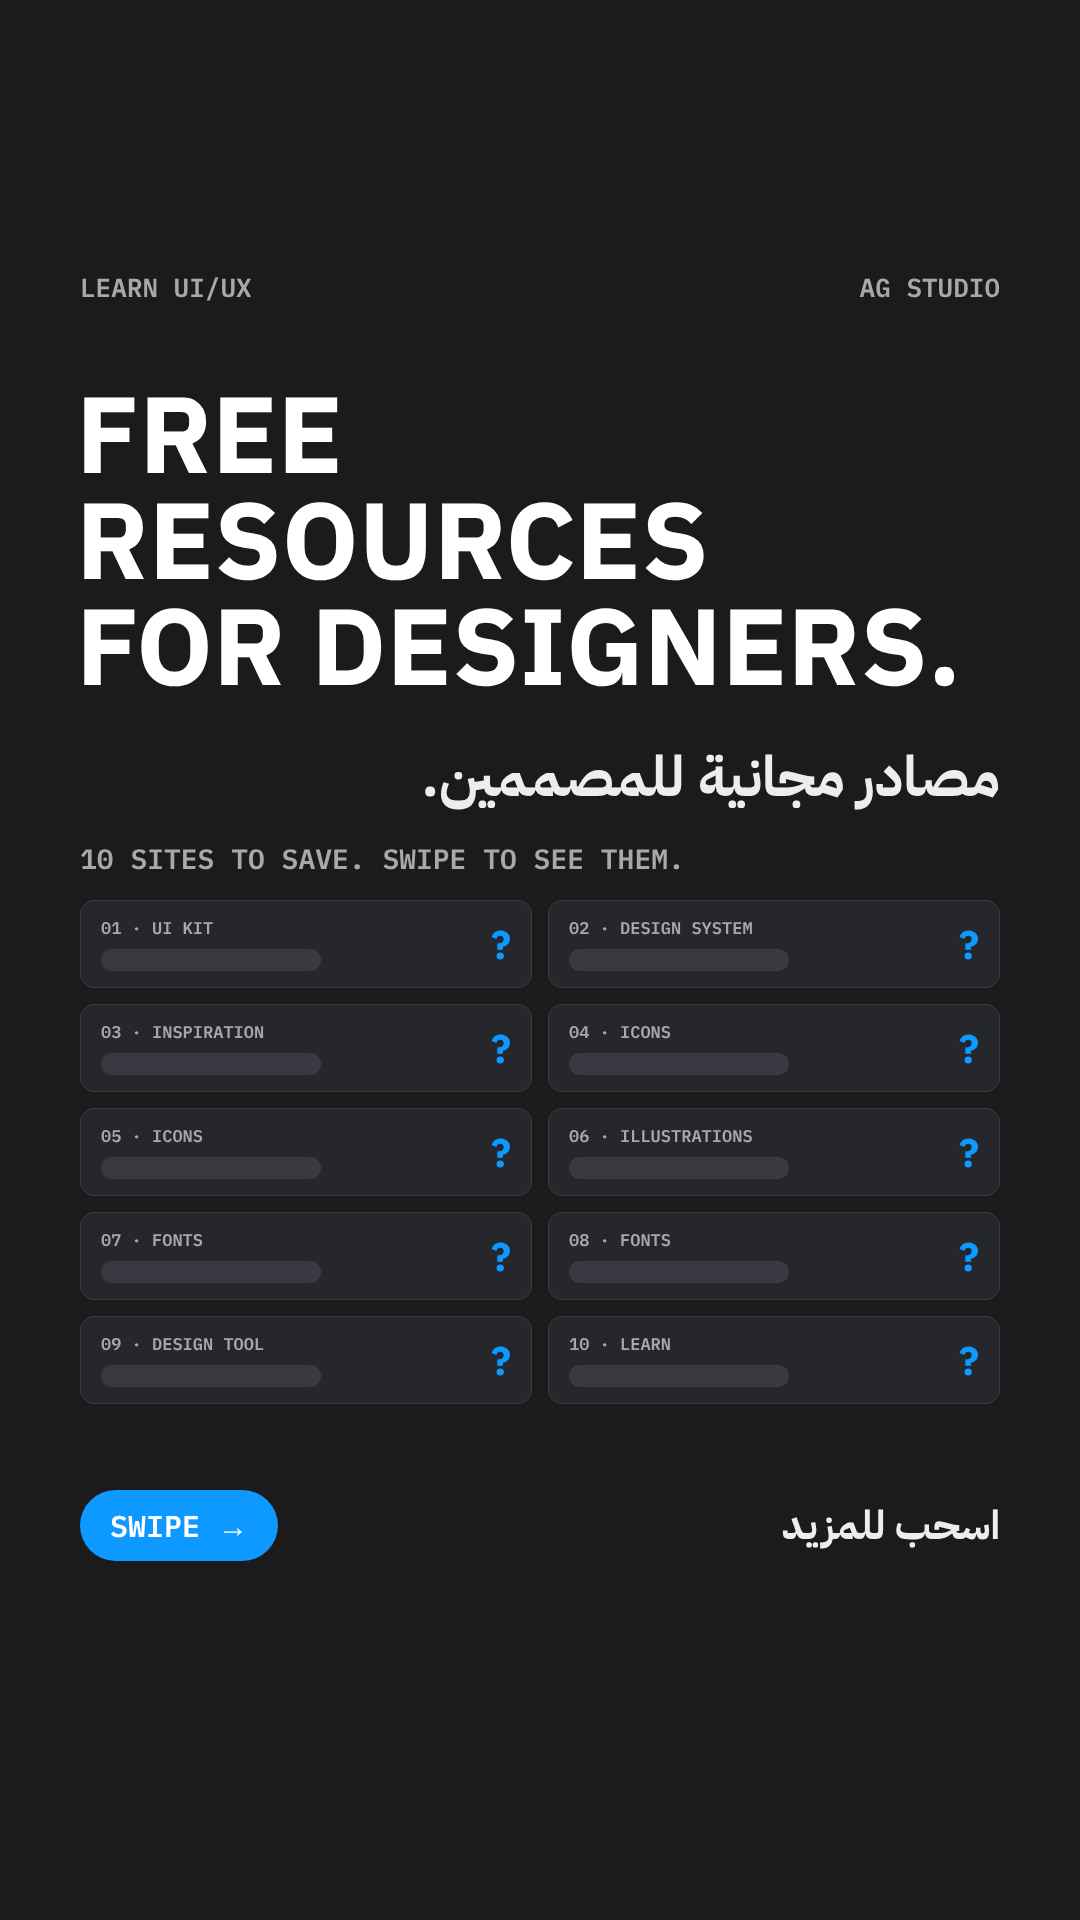 LEARN UI/UX
AG STUDIO
FREE
RESOURCES
FOR DESIGNERS.
مصادر مجانية للمصممين.
10 SITES TO SAVE. SWIPE TO SEE THEM.
01 · UI KIT
?
02 · DESIGN SYSTEM
?
03 · INSPIRATION
?
04 · ICONS
?
05 · ICONS
?
06 · ILLUSTRATIONS
?
07 · FONTS
?
08 · FONTS
?
09 · DESIGN TOOL
?
10 · LEARN
?
SWIPE →
اسحب للمزيد